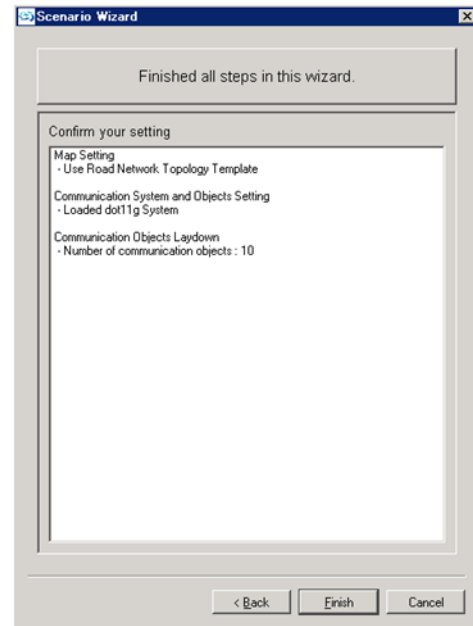 Scenario Wizard
Finished all steps in this wizard.
Confirm your setting
Map Setting
- Use Road Network Topology Template
Communication System and Objects Setting
- Loaded dot11g System
Communication Objects Laydown
- Number of communication objects : 10
< Back
Finish
Cancel